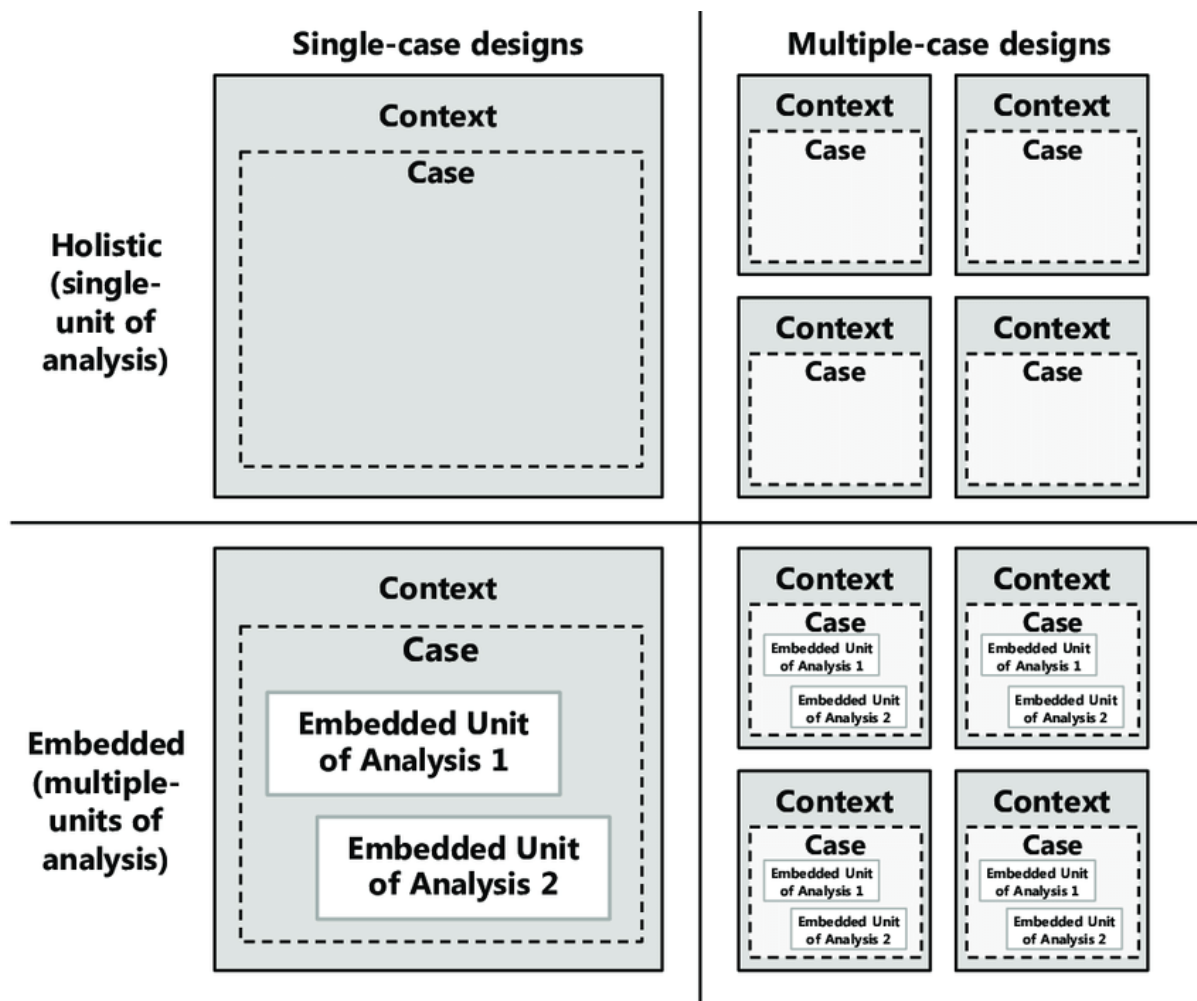 Single-case designs
Multiple-case designs
Holistic
(single-
unit of
analysis)
Context
Case
Context
Case
Context
Case
Context
Case
Context
Case
Embedded
(multiple-
units of
analysis)
Context
Case
Embedded Unit
of Analysis 1
Embedded Unit
of Analysis 2
Context
Case
Embedded Unit
of Analysis 1
Embedded Unit
of Analysis 2
Context
Case
Embedded Unit
of Analysis 1
Embedded Unit
of Analysis 2
Context
Case
Embedded Unit
of Analysis 1
Embedded Unit
of Analysis 2
Context
Case
Embedded Unit
of Analysis 1
Embedded Unit
of Analysis 2